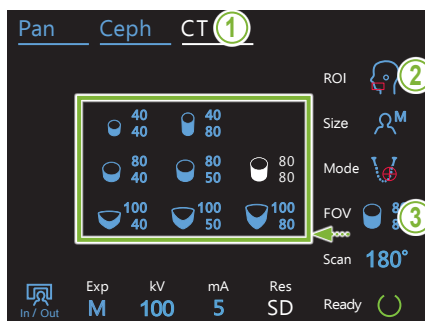 Pan Ceph CT 1
ROI 2
40 40
40 80
Size M
80 80 80
40 50 80
Mode
100 100 100
40 50 80
FOV 3
Scan 180°
Exp kV mA Res
In / Out M 100 5 SD Ready